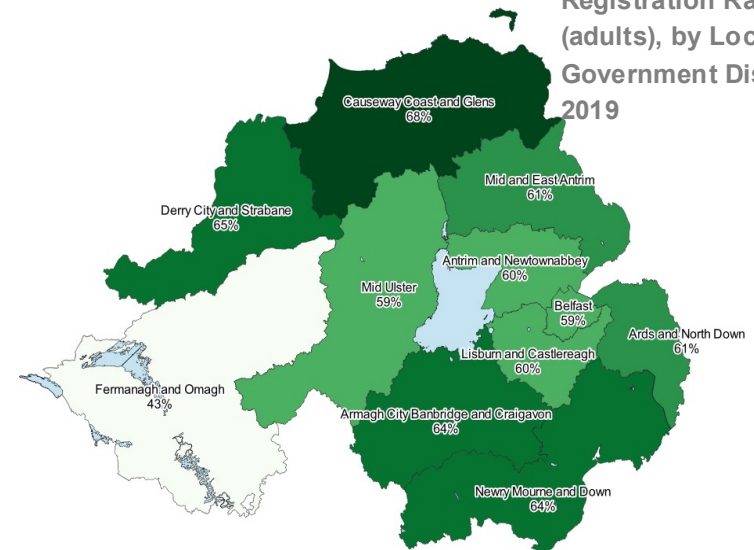 (adults), by Loc
Government Dis
2019
Causeway Coast and Glens
68%
Mid and East Antrim
61%
Derry City and Strabane
65%
Antrim and Newtownabbey
60%
Mid Ulster
59%
Belfast
59%
Ards and North Down
61%
Lisburn and Castlereagh
60%
Fermanagh and Omagh
43%
Armagh City Banbridge and Craigavon
64%
Newry Mourne and Down
64%